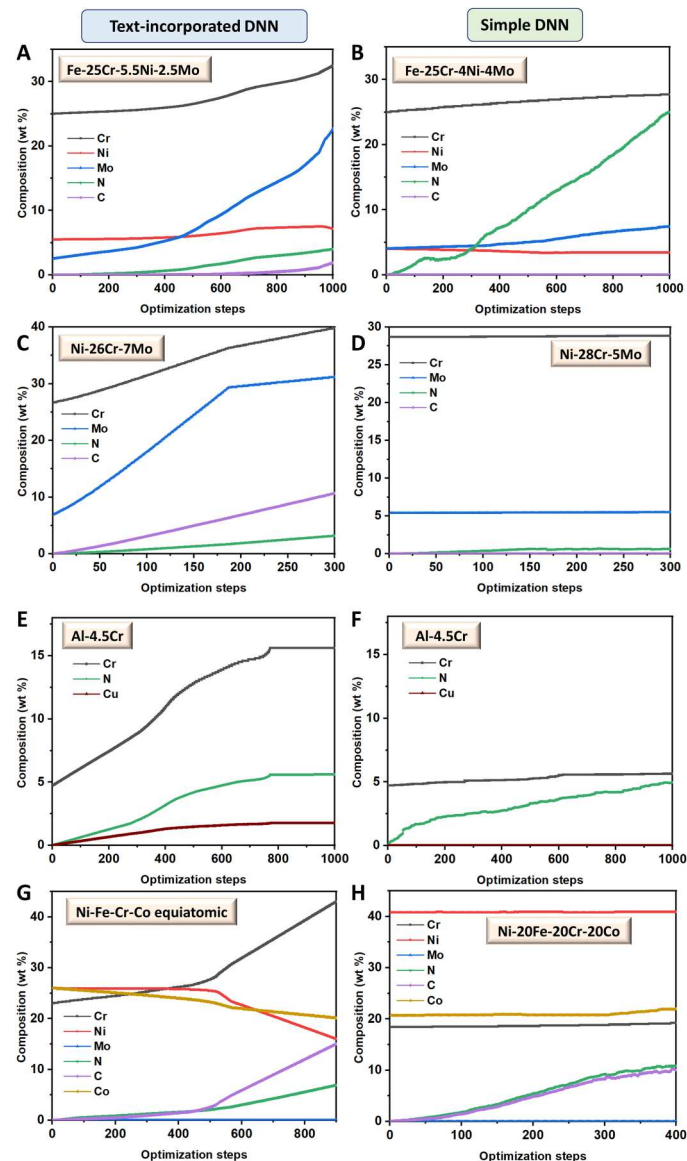 Text-incorporated DNN
Simple DNN
A
Fe-25Cr-5.5Ni-2.5Mo
Composition (wt %)
30
20
10
5
0
Cr
Ni
Mo
N
C
0 200 400 600 800 1000
Optimization steps
B
Fe-25Cr-4Ni-4Mo
Composition (wt %)
30
20
10
5
0
Cr
Ni
Mo
N
C
0 200 400 600 800 1000
Optimization steps
C
Ni-26Cr-7Mo
Composition (wt %)
40
30
20
10
0
Cr
Mo
N
C
0 25 50 75 100 150 200 250 300
Optimization steps
D
Ni-28Cr-5Mo
Composition (wt %)
30
25
20
15
10
5
0
Cr
Mo
N
C
0 50 100 150 200 250 300
Optimization steps
E
Al-4.5Cr
Composition (wt %)
15
10
5
0
Cr
N
Cu
0 200 400 600 800 1000
Optimization steps
F
Al-4.5Cr
Composition (wt %)
15
10
5
0
Cr
N
Cu
0 200 400 600 800 1000
Optimization steps
G
Ni-Fe-Cr-Co equiatomic
Composition (wt %)
40
30
20
10
5
0
Cr
Ni
Mo
N
C
Co
0 200 400 600 800
Optimization steps
H
Ni-20Fe-20Cr-20Co
Composition (wt %)
40
30
20
10
5
0
Cr
Ni
Mo
N
C
Co
0 100 200 300 400
Optimization steps